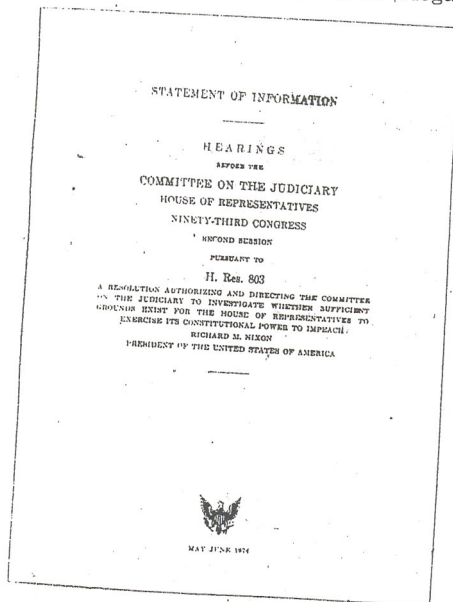 STATEMENT OF INFORMATION
HEARINGS
BEFORE THE
COMMITTEE ON THE JUDICIARY
HOUSE OF REPRESENTATIVES
NINETY-THIRD CONGRESS
SECOND SESSION
PURSUANT TO
H. Res. 803
A RESOLUTION AUTHORIZING AND DIRECTING THE COMMITTEE
ON THE JUDICIARY TO INVESTIGATE WHETHER SUFFICIENT
GROUNDS EXIST FOR THE HOUSE OF REPRESENTATIVES TO
EXERCISE ITS CONSTITUTIONAL POWER TO IMPEACH
RICHARD M. NIXON
PRESIDENT OF THE UNITED STATES OF AMERICA
MAY JUNE 1974